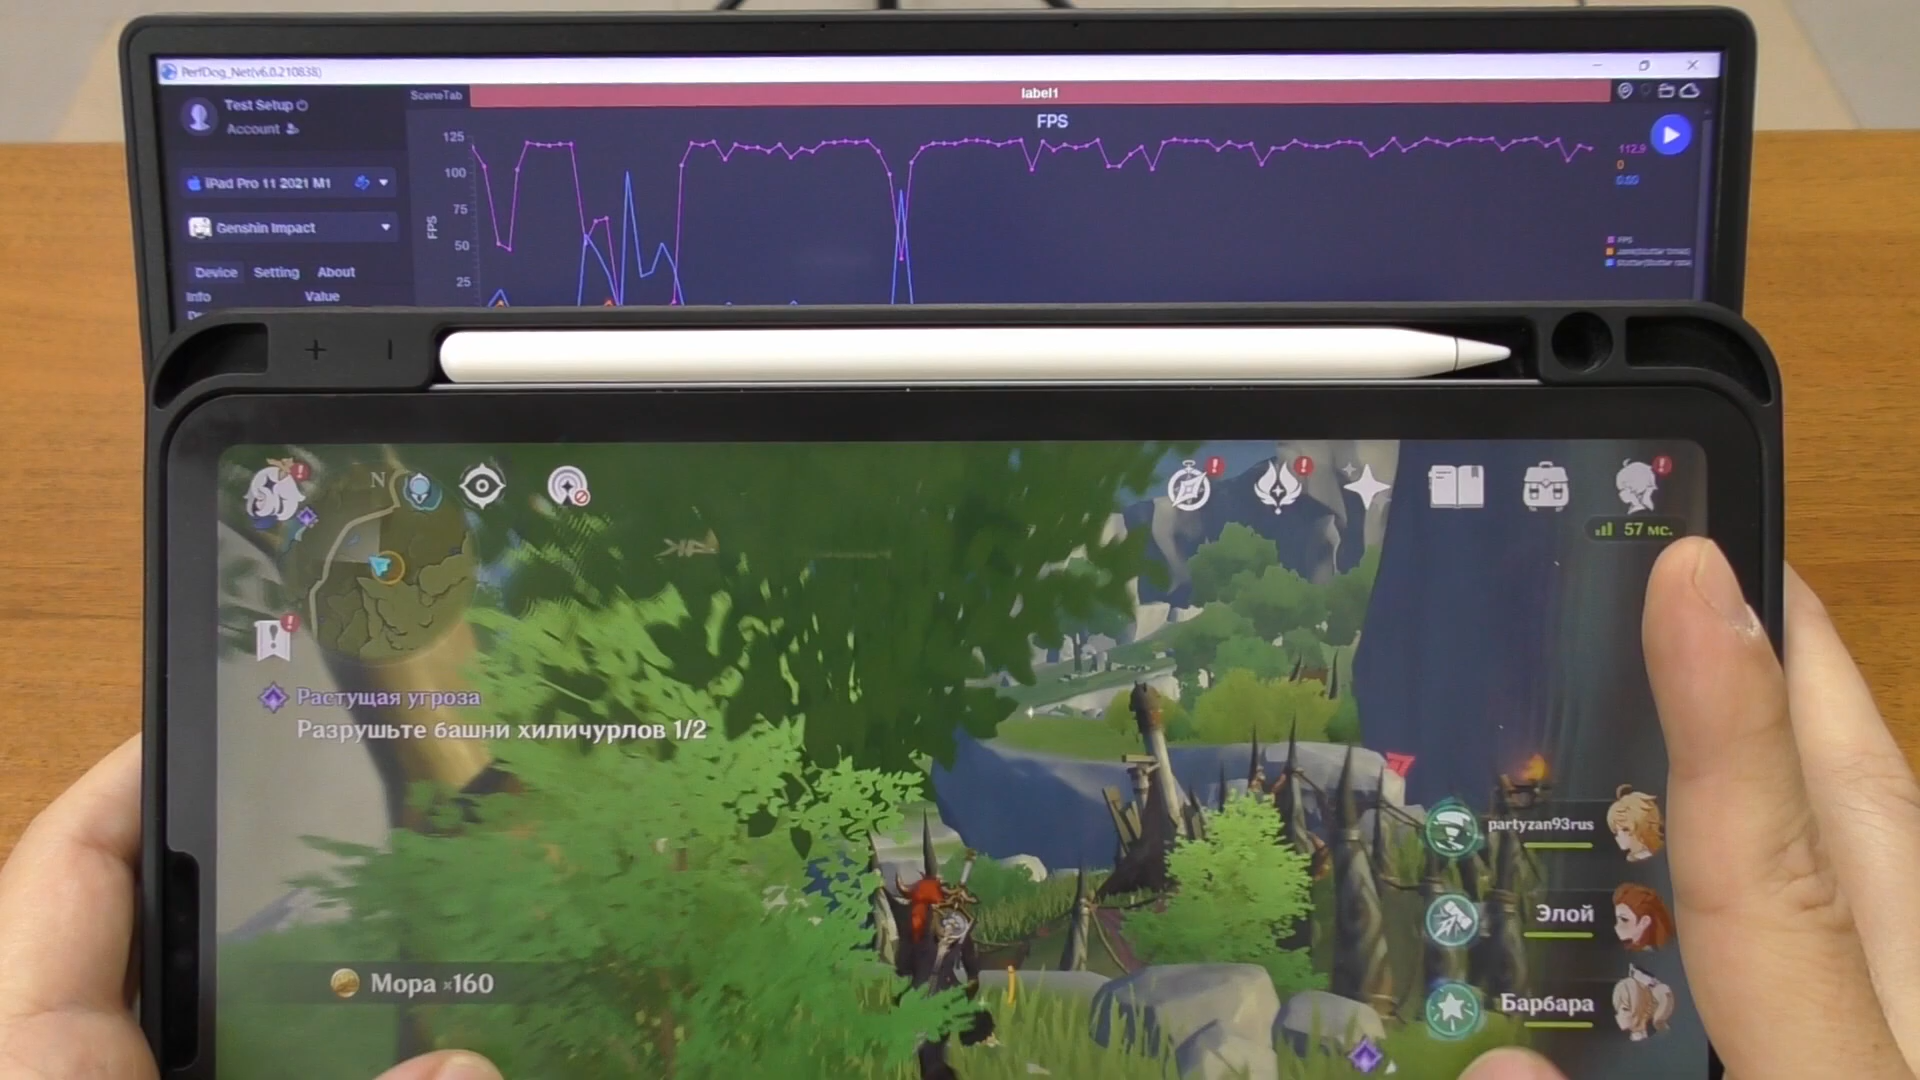 PerfDog_Net(v6.0.210838)
Test Setup
Account
SceneTab
label1
FPS
iPad Pro 11 2021 M1
Genshin Impact
Device Setting About
Info Value
FPS
125
100
75
50
25
112.9
0
0.00
FPS
N
57 мс.
Растущая угроза
Разрушьте башни хиличурлов 1/2
partyzan93rus
Элой
Мора ×160
Барбара